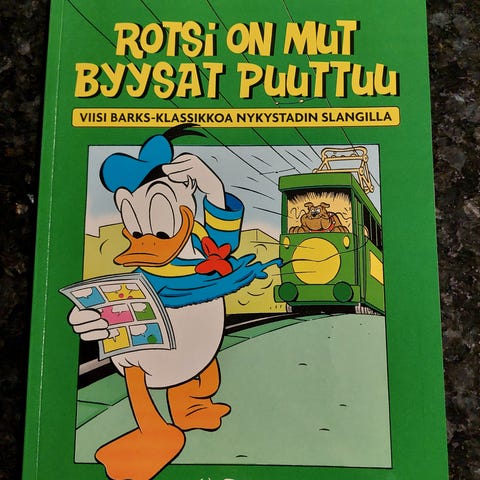 ROTSI ON MUT
BYYSAT PUUTTUU
VIISI BARKS-KLASSIKKOA NYKYSTADIN SLANGILLA